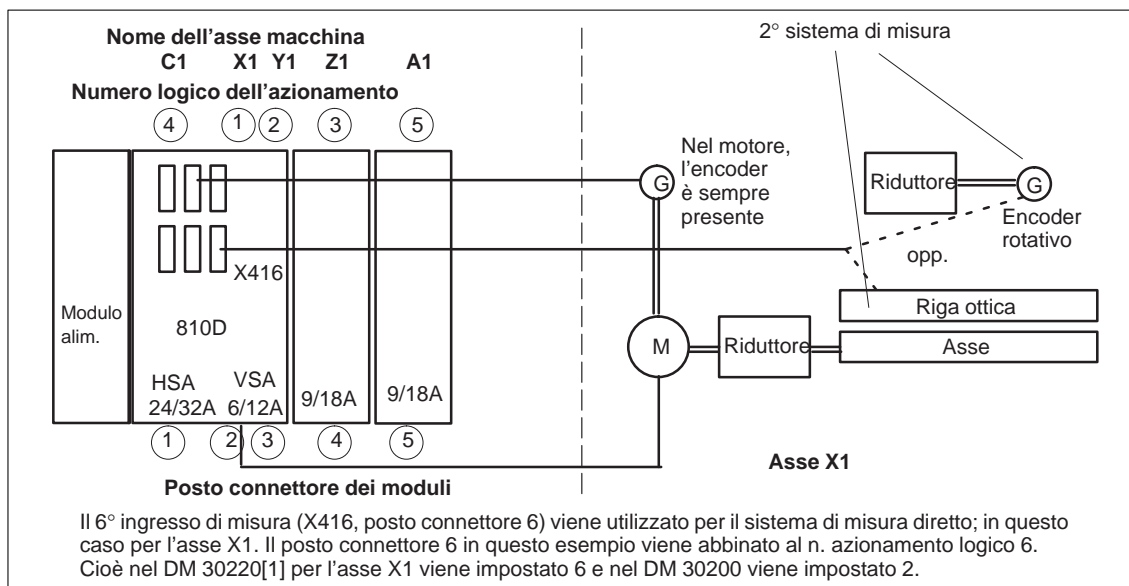 Nome dell'asse macchina
C1 X1 Y1 Z1 A1
Numero logico dell'azionamento
4 1 2 3 5
2° sistema di misura
Nel motore,
l'encoder
è sempre
presente
G
Riduttore
G
Encoder
rotativo
opp.
X416
Modulo
alim.
810D
Riga ottica
M
Riduttore
Asse
HSA
24/32A
VSA
6/12A
9/18A
9/18A
1 2 3 4 5
Asse X1
Posto connettore dei moduli
Il 6° ingresso di misura (X416, posto connettore 6) viene utilizzato per il sistema di misura diretto; in questo
caso per l'asse X1. Il posto connettore 6 in questo esempio viene abbinato al n. azionamento logico 6.
Cioè nel DM 30220[1] per l'asse X1 viene impostato 6 e nel DM 30200 viene impostato 2.